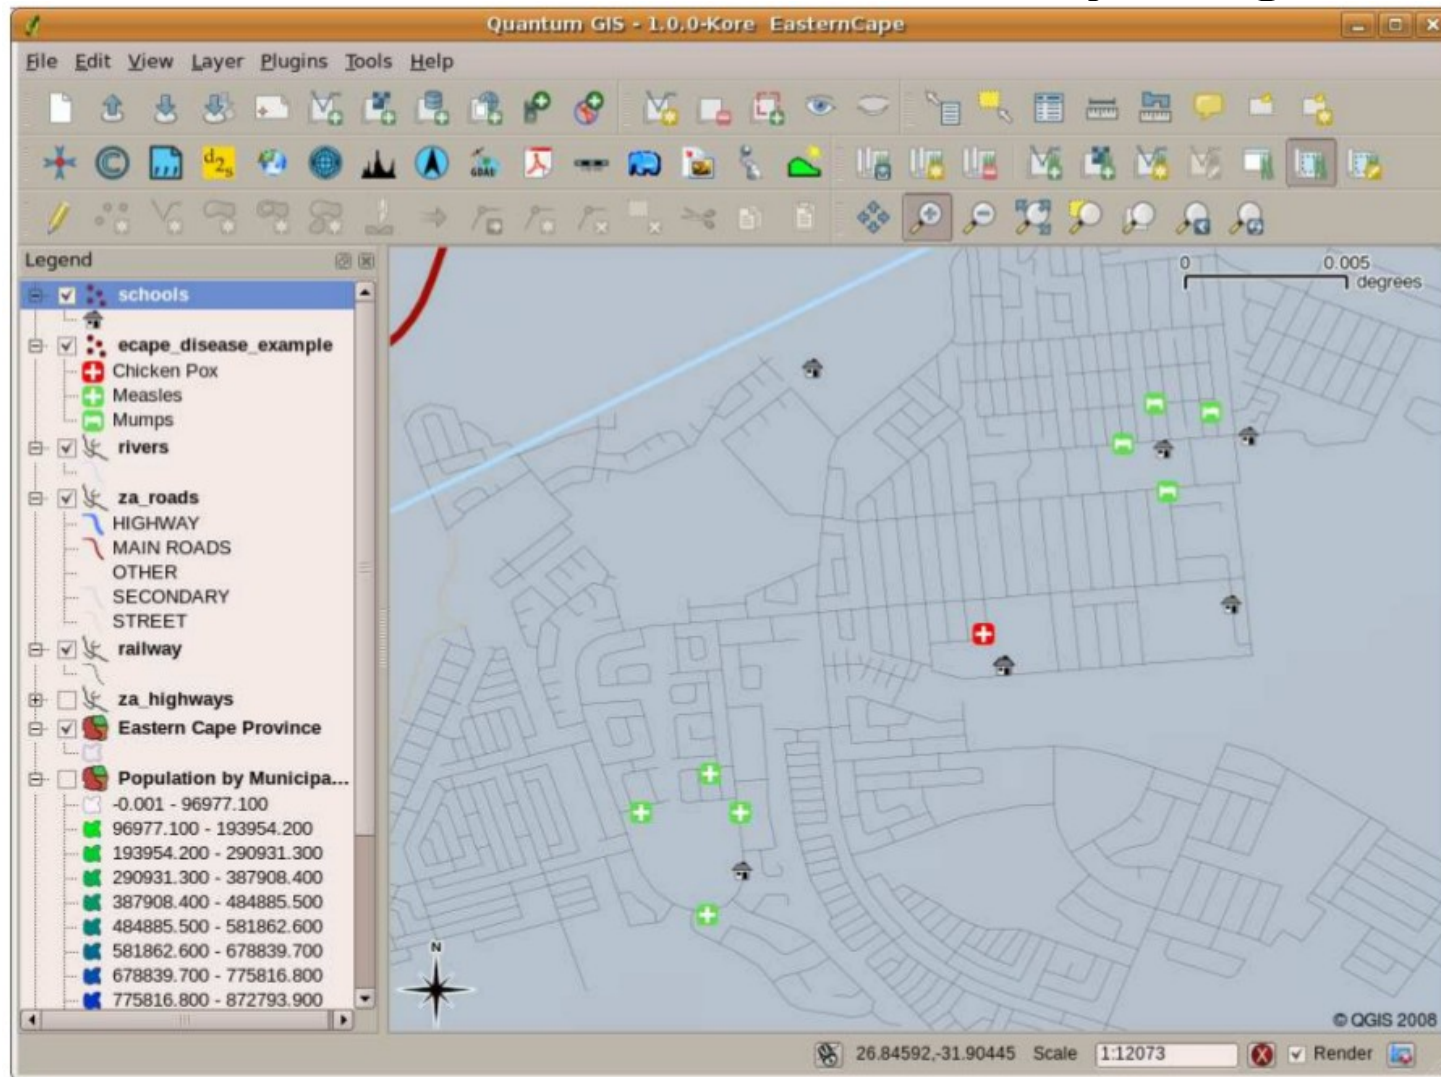 Quantum GIS - 1.0.0-Kore EasternCape
File Edit View Layer Plugins Tools Help
d2s
GDAL
Legend
schools
ecape_disease_example
Chicken Pox
Measles
Mumps
rivers
za_roads
HIGHWAY
MAIN ROADS
OTHER
SECONDARY
STREET
railway
za_highways
Eastern Cape Province
Population by Municipa...
-0.001 - 96977.100
96977.100 - 193954.200
193954.200 - 290931.300
290931.300 - 387908.400
387908.400 - 484885.500
484885.500 - 581862.600
581862.600 - 678839.700
678839.700 - 775816.800
775816.800 - 872793.900
0 0.005
degrees
N
© QGIS 2008
26.84592,-31.90445 Scale 1:12073 Render